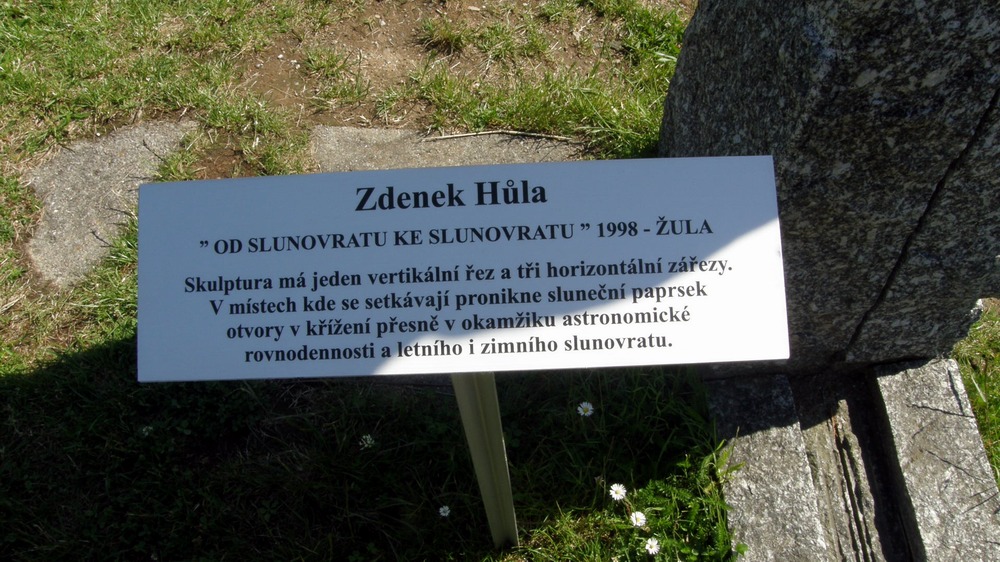 Zdenek Hůla
” OD SLUNOVRATU KE SLUNOVRATU ” 1998 - ŽULA
Skulptura má jeden vertikální řez a tři horizontální zářezy.
V místech kde se setkávají pronikne sluneční paprsek
otvory v křížení přesně v okamžiku astronomické
rovnodennosti a letního i zimního slunovratu.